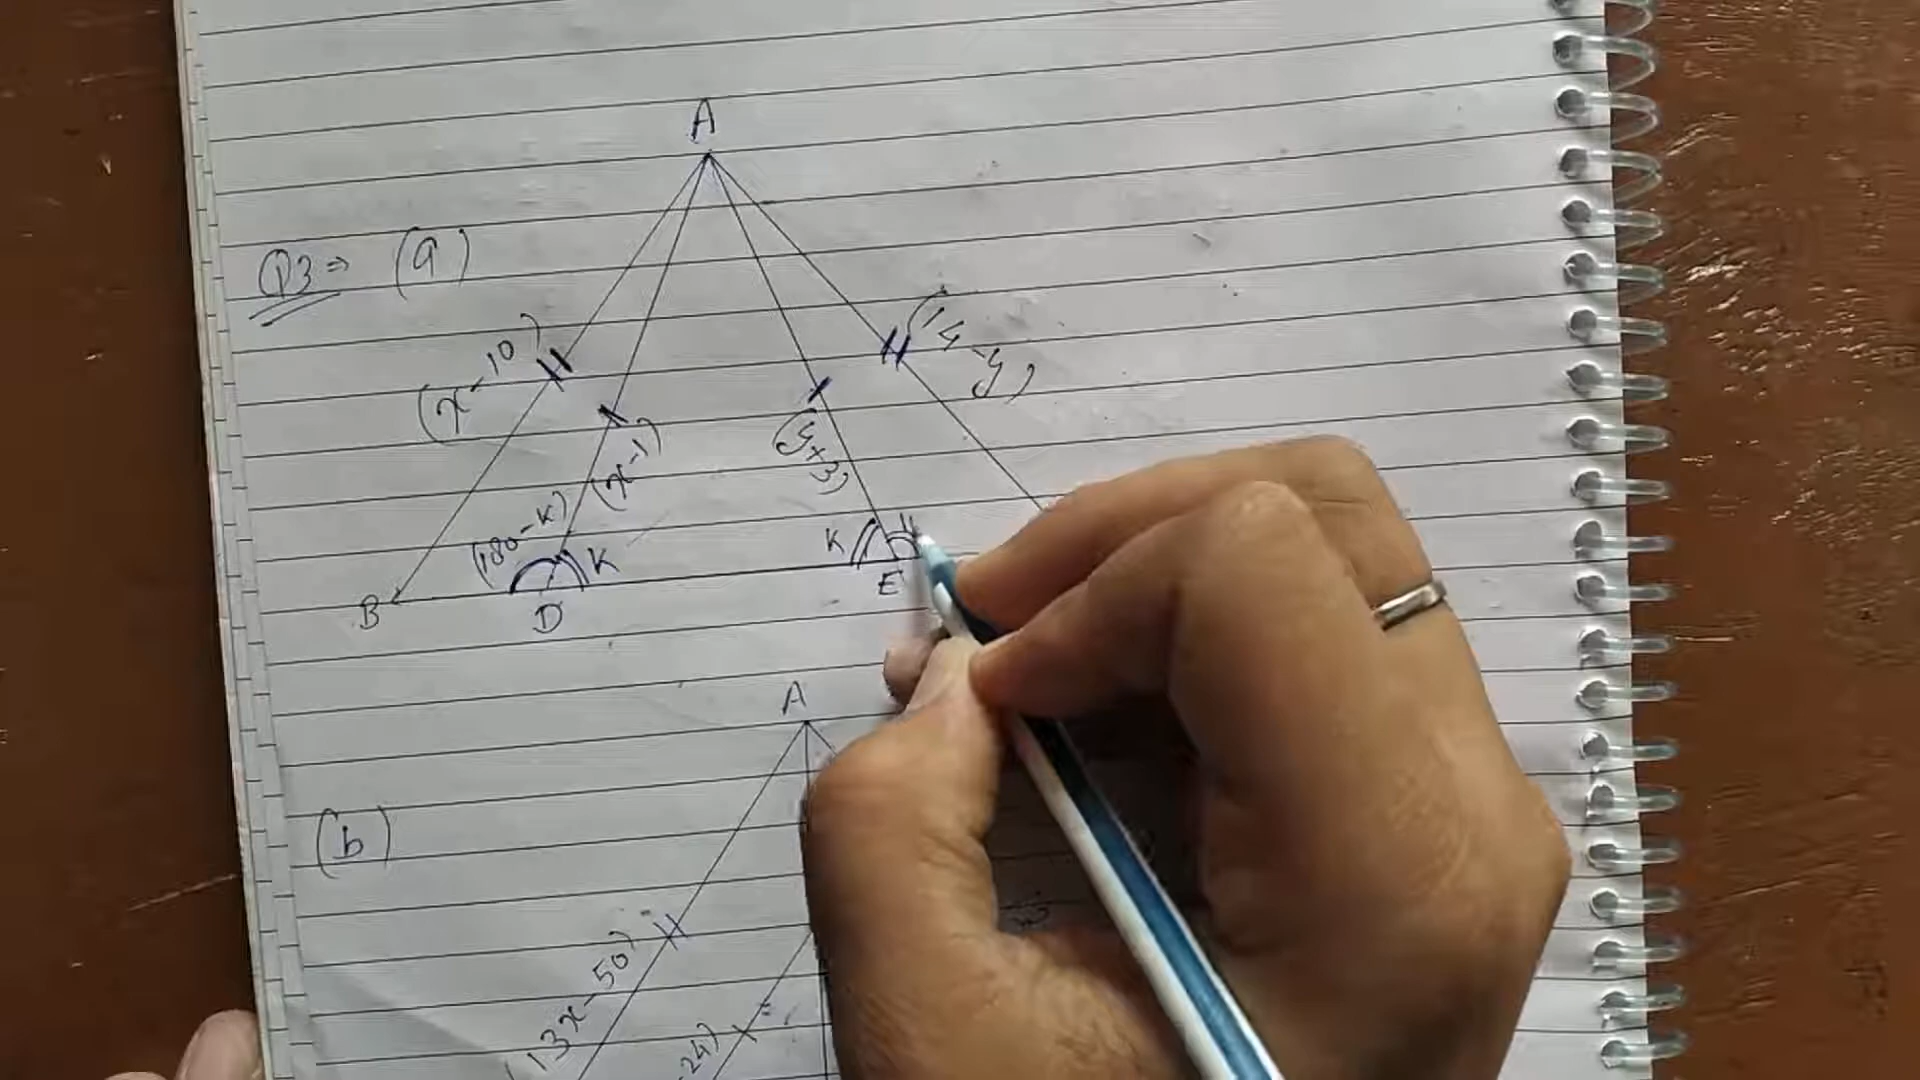 A
Q3⇒ (a)
(x-10)
(14-y)
(x-1)
(y+3)
(180-K)
K
K
B
D
E
A
(b)
(13x-50)
-24)